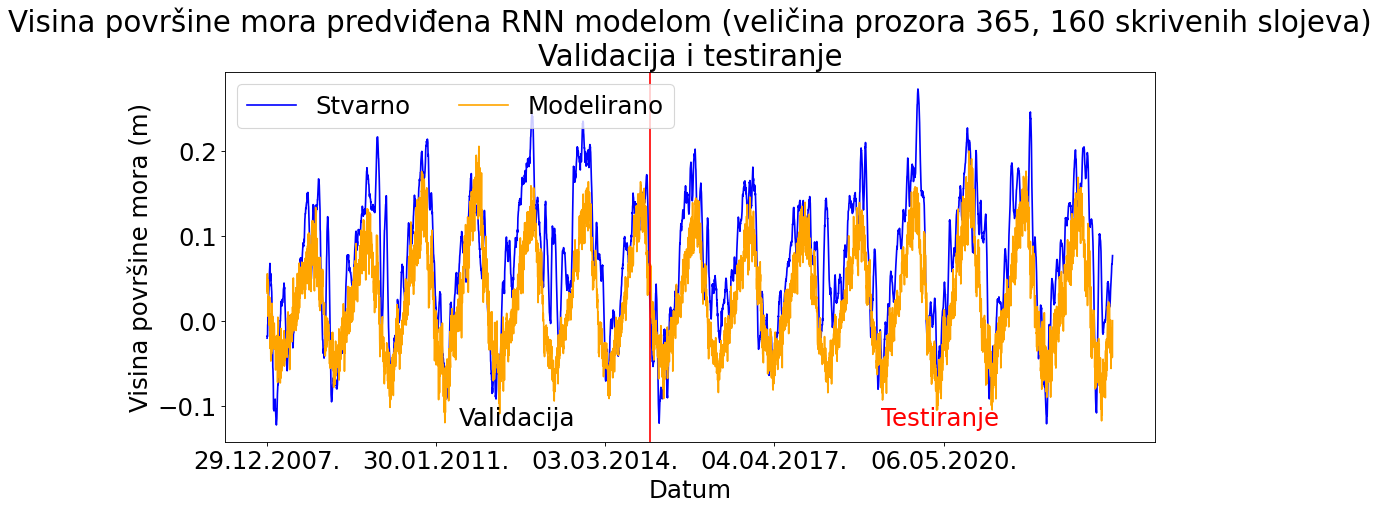 Visina površine mora predviđena RNN modelom (veličina prozora 365, 160 skrivenih slojeva)
Validacija i testiranje
Stvarno Modelirano
Visina površine mora (m)
0.2
0.1
0.0
−0.1
Validacija Testiranje
29.12.2007. 30.01.2011. 03.03.2014. 04.04.2017. 06.05.2020.
Datum